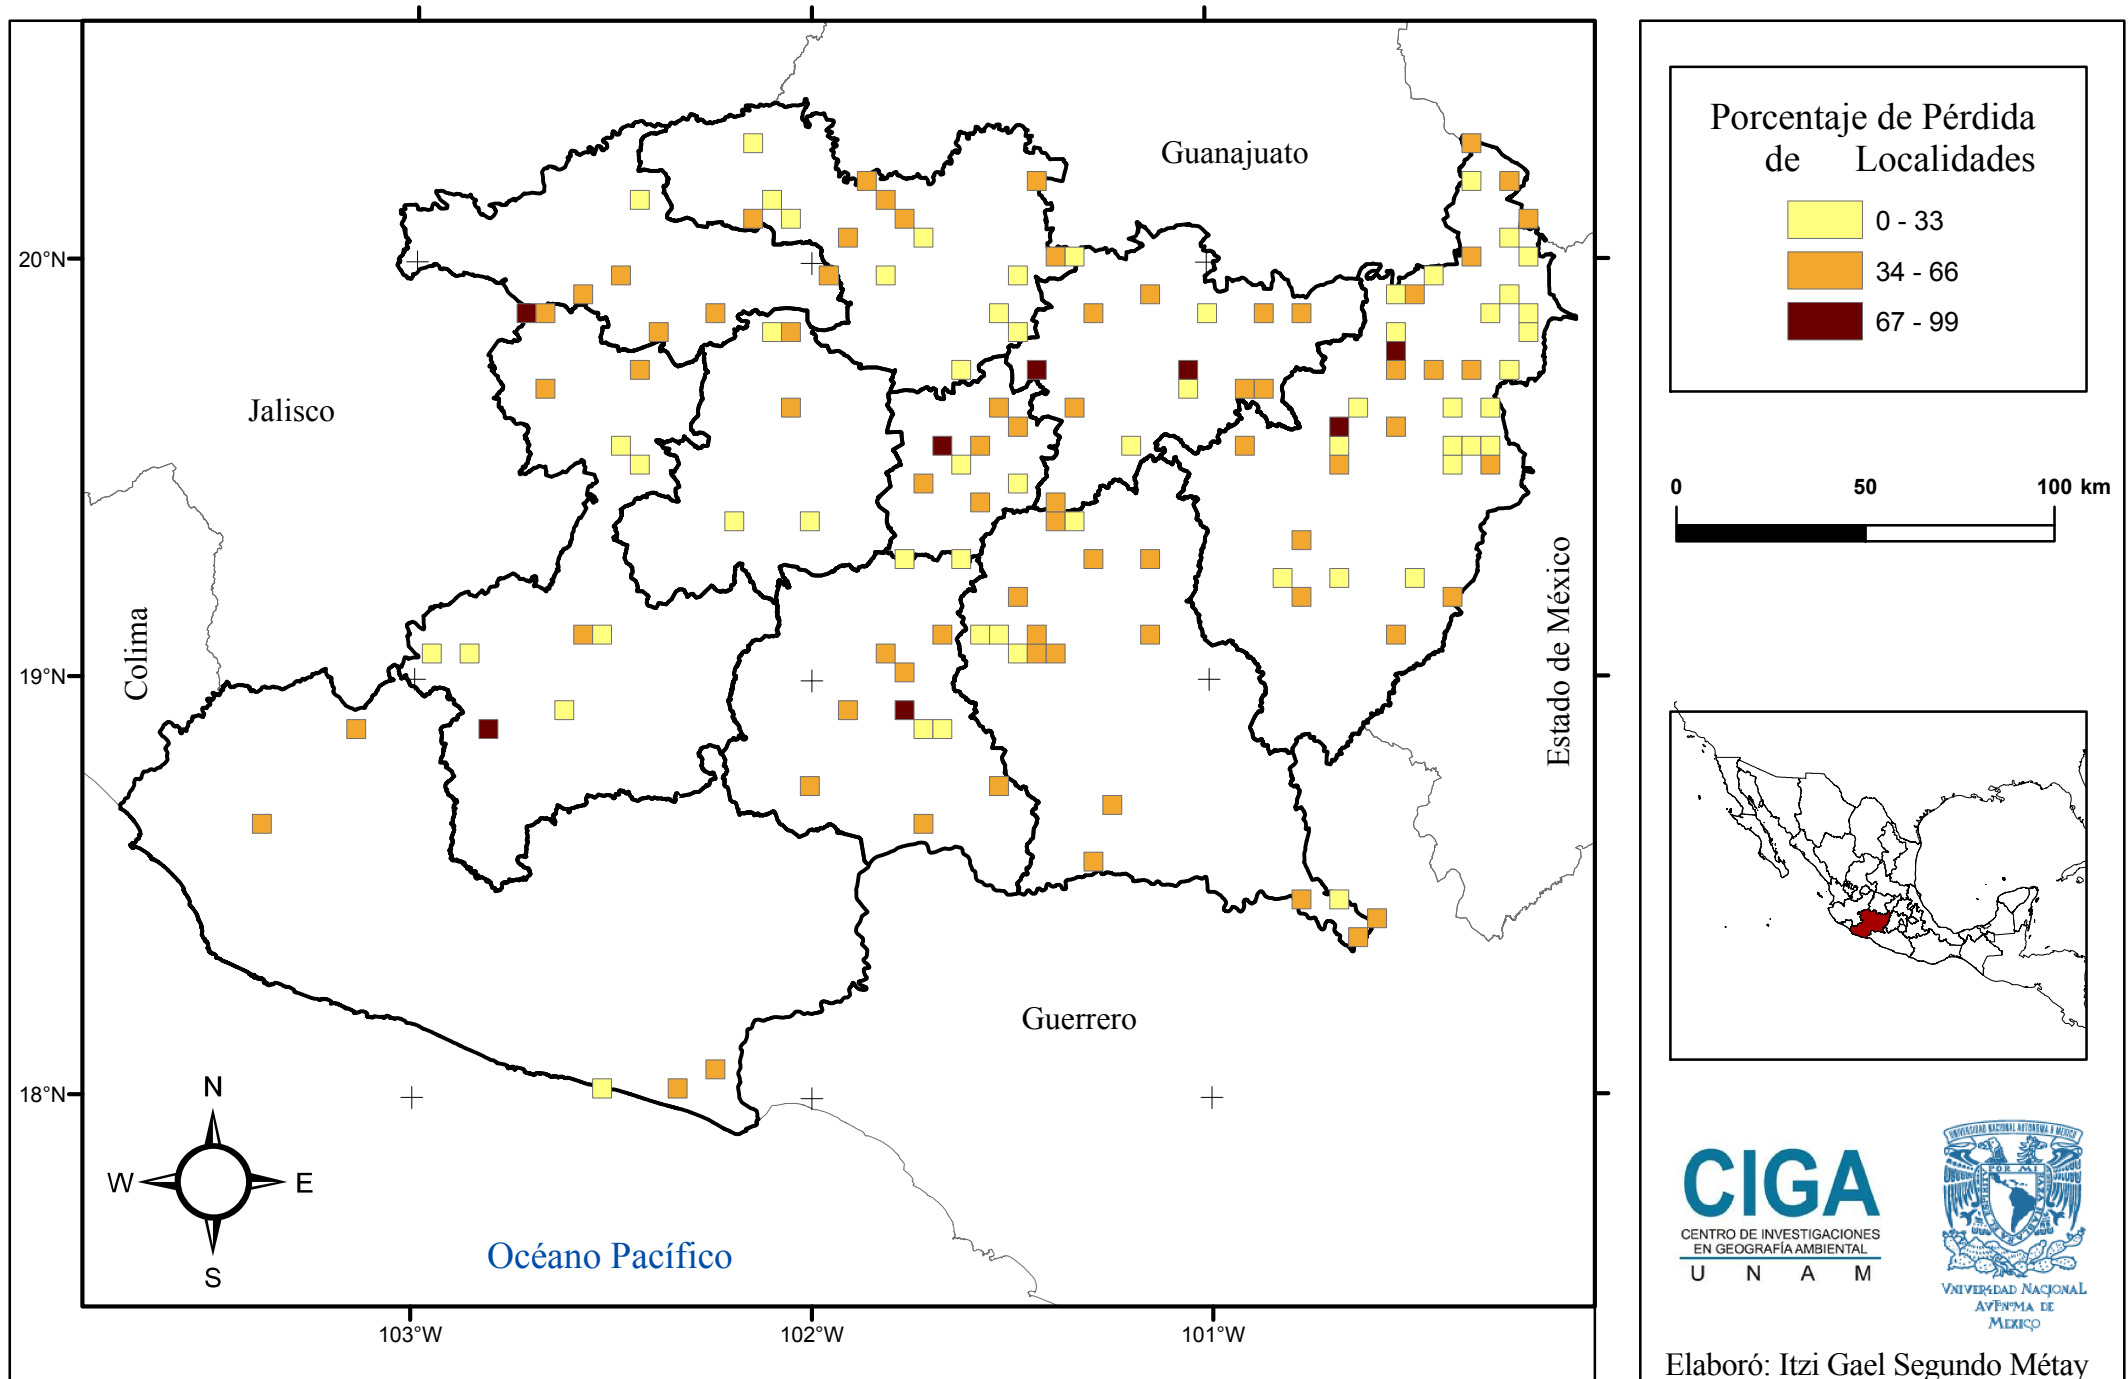 Guanajuato
20°N
Jalisco
Colima
Estado de México
19°N
Guerrero
18°N
N
W
E
S
Océano Pacífico
103°W
102°W
101°W
Porcentaje de Pérdida
de Localidades
0 - 33
34 - 66
67 - 99
0 50 100 km
CIGA
CENTRO DE INVESTIGACIONES
EN GEOGRAFÍA AMBIENTAL
U N A M
VNIVERSIDAD NACIONAL
AVTNºMA DE
MEXICO
Elaboró: Itzi Gael Segundo Métay